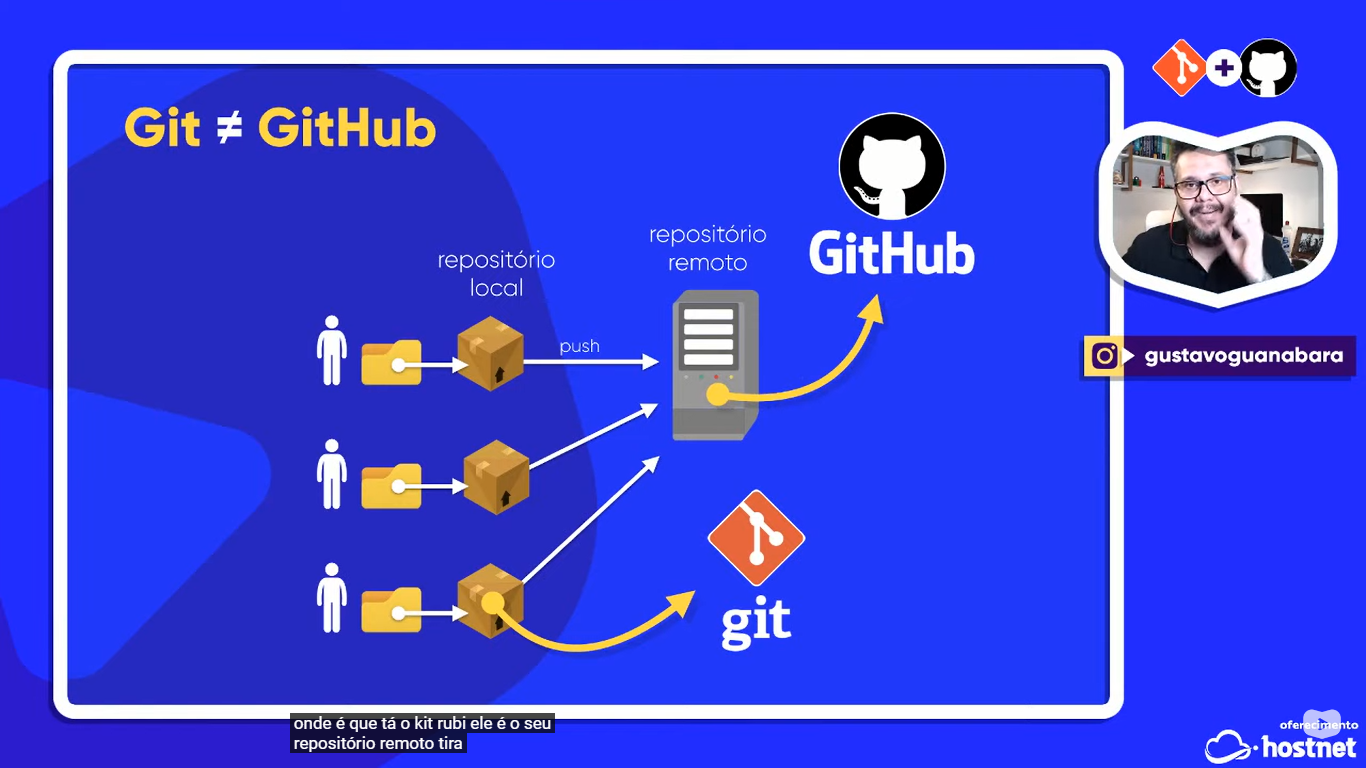 Git ≠ GitHub
repositório
local
repositório
remoto
GitHub
push
git
gustavoguanabara
onde é que tá o kit rubi ele é o seu
repositório remoto tira
oferecimento
hostnet